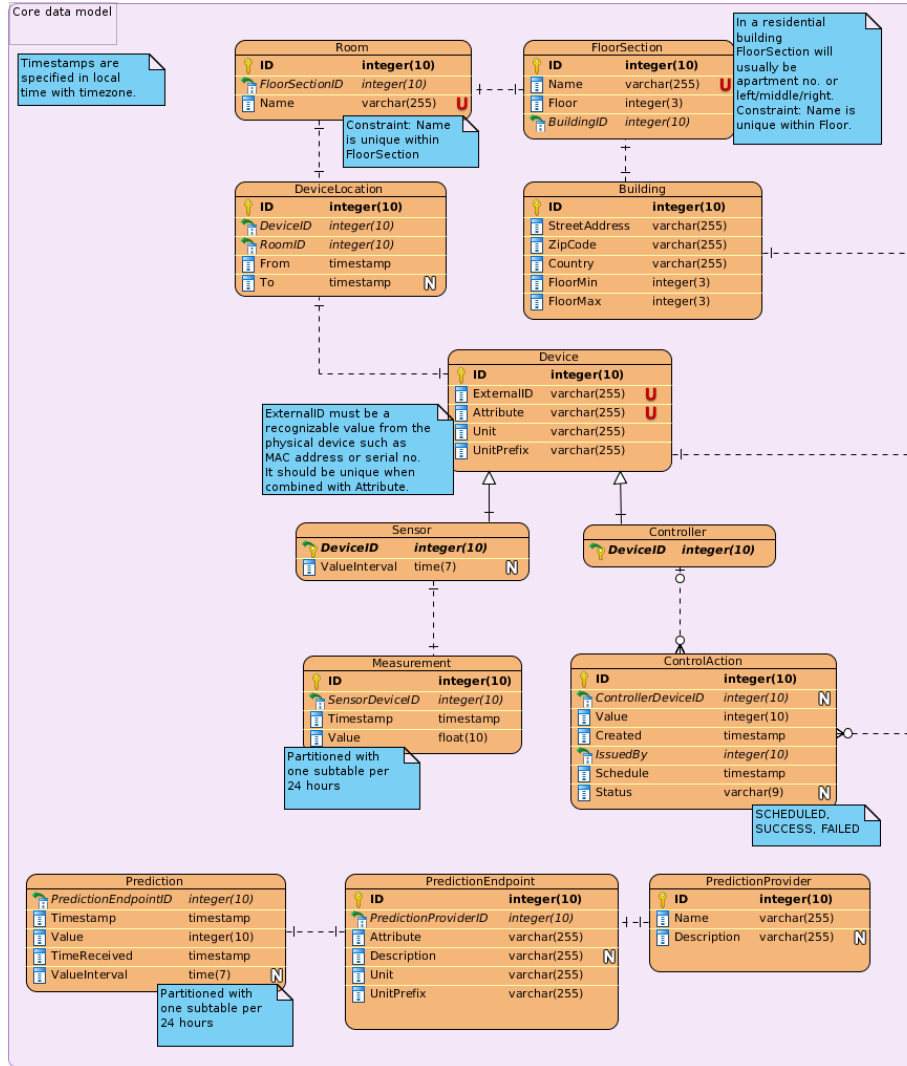 Core data model
Timestamps are
specified in local
time with timezone.
Room
ID integer(10)
FloorSectionID integer(10)
Name varchar(255) U
Constraint: Name
is unique within
FloorSection
FloorSection
ID integer(10)
Name varchar(255) U
Floor integer(3)
BuildingID integer(10)
In a residential
building
FloorSection will
usually be
apartment no. or
left/middle/right.
Constraint: Name is
unique within Floor.
DeviceLocation
ID integer(10)
DeviceID integer(10)
RoomID integer(10)
From timestamp
To timestamp N
Building
ID integer(10)
StreetAddress varchar(255)
ZipCode varchar(255)
Country varchar(255)
FloorMin integer(3)
FloorMax integer(3)
Device
ID integer(10)
ExternalID varchar(255) U
Attribute varchar(255) U
Unit varchar(255)
UnitPrefix varchar(255)
ExternalID must be a
recognizable value from the
physical device such as
MAC address or serial no.
It should be unique when
combined with Attribute.
Sensor
DeviceID integer(10)
ValueInterval time(7) N
Controller
DeviceID integer(10)
Measurement
ID integer(10)
SensorDeviceID integer(10)
Timestamp timestamp
Value float(10)
Partitioned with
one subtable per
24 hours
ControlAction
ID integer(10)
ControllerDeviceID integer(10) N
Value integer(10)
Created timestamp
IssuedBy integer(10)
Schedule timestamp
Status varchar(9) N
SCHEDULED,
SUCCESS, FAILED
Prediction
PredictionEndpointID integer(10)
Timestamp timestamp
Value integer(10)
TimeReceived timestamp
ValueInterval time(7) N
Partitioned with
one subtable per
24 hours
PredictionEndpoint
ID integer(10)
PredictionProviderID integer(10)
Attribute varchar(255)
Description varchar(255) N
Unit varchar(255)
UnitPrefix varchar(255)
PredictionProvider
ID integer(10)
Name varchar(255)
Description varchar(255) N